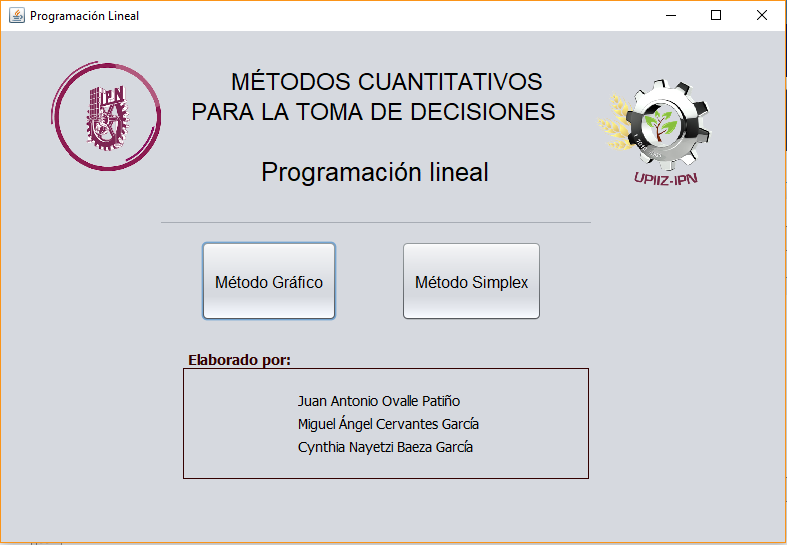 Programación Lineal
IPN
MÉTODOS CUANTITATIVOS
PARA LA TOMA DE DECISIONES
Programación lineal
UPIIZ-IPN
Método Gráfico
Método Simplex
Elaborado por:
Juan Antonio Ovalle Patiño
Miguel Ángel Cervantes García
Cynthia Nayetzi Baeza García